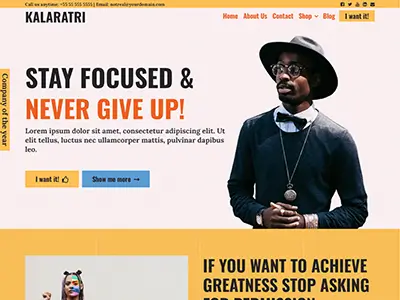 Call us anytime: +55 55 555 5555 | Email: notreal@yourdomain.com
KALARATRI
Home About Us Contact Shop Blog I want it!
Company of the year
STAY FOCUSED &
NEVER GIVE UP!
Lorem ipsum dolor sit amet, consectetur adipiscing elit. Ut
elit tellus, luctus nec ullamcorper mattis, pulvinar dapibus
leo.
I want it! Show me more
IF YOU WANT TO ACHIEVE
GREATNESS STOP ASKING
FOR PERMISSION